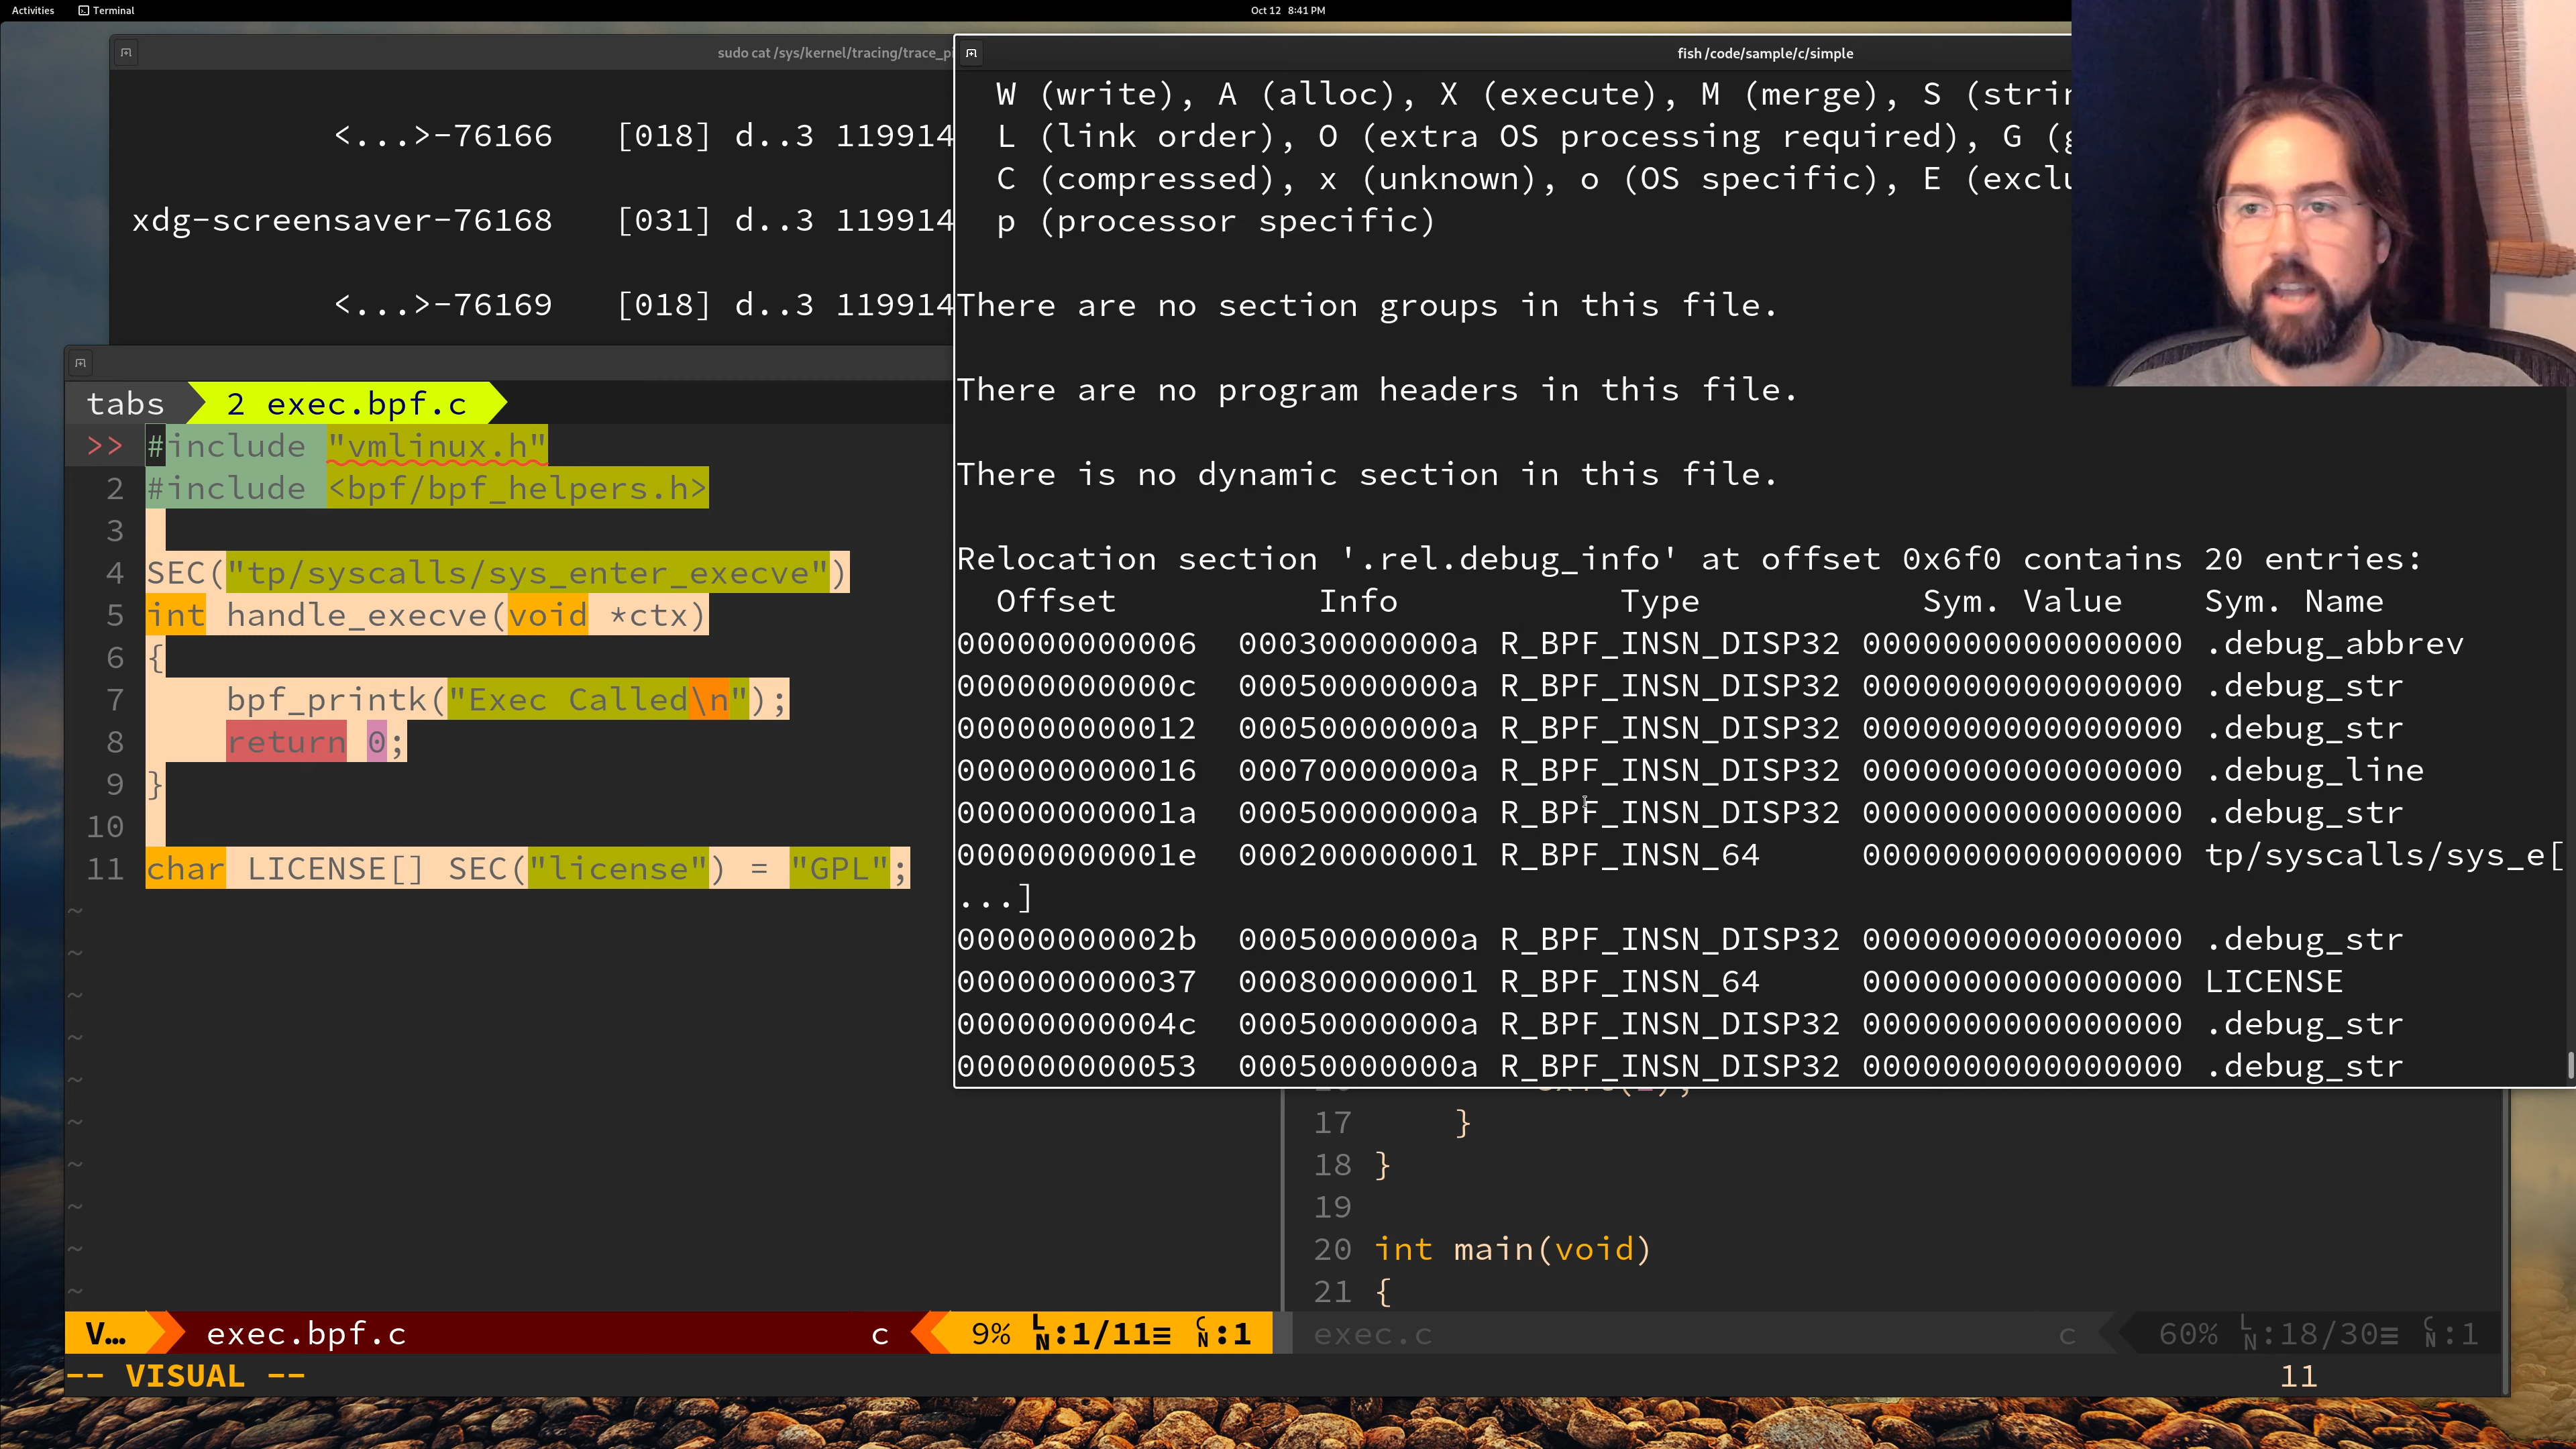 Activities
Terminal
Oct 12 8:41 PM
sudo cat /sys/kernel/tracing/trace_pi
<...>-76166 [018] d..3 119914
xdg-screensaver-76168 [031] d..3 119914
<...>-76169 [018] d..3 119914
tabs 2 exec.bpf.c
>> #include "vmlinux.h"
2 #include <bpf/bpf_helpers.h>
3
4 SEC("tp/syscalls/sys_enter_execve")
5 int handle_execve(void *ctx)
6 {
7 bpf_printk("Exec Called\n");
8 return 0;
9 }
10
11 char LICENSE[] SEC("license") = "GPL";
~
~
~
~
~
~
~
~
~
~
V... exec.bpf.c c 9% LN:1/11≡ CN:1
-- VISUAL -- 11
fish /code/sample/c/simple
W (write), A (alloc), X (execute), M (merge), S (strin
L (link order), O (extra OS processing required), G (g
C (compressed), x (unknown), o (OS specific), E (exclu
p (processor specific)
There are no section groups in this file.
There are no program headers in this file.
There is no dynamic section in this file.
Relocation section '.rel.debug_info' at offset 0x6f0 contains 20 entries:
Offset Info Type Sym. Value Sym. Name
000000000006 00030000000a R_BPF_INSN_DISP32 0000000000000000 .debug_abbrev
00000000000c 00050000000a R_BPF_INSN_DISP32 0000000000000000 .debug_str
000000000012 00050000000a R_BPF_INSN_DISP32 0000000000000000 .debug_str
000000000016 00070000000a R_BPF_INSN_DISP32 0000000000000000 .debug_line
00000000001a 00050000000a R_BPF_INSN_DISP32 0000000000000000 .debug_str
00000000001e 000200000001 R_BPF_INSN_64 0000000000000000 tp/syscalls/sys_e[
...]
00000000002b 00050000000a R_BPF_INSN_DISP32 0000000000000000 .debug_str
000000000037 000800000001 R_BPF_INSN_64 0000000000000000 LICENSE
00000000004c 00050000000a R_BPF_INSN_DISP32 0000000000000000 .debug_str
000000000053 00050000000a R_BPF_INSN_DISP32 0000000000000000 .debug_str
17 }
18 }
19
20 int main(void)
21 {
exec.c c 60% LN:18/30≡ CN:1